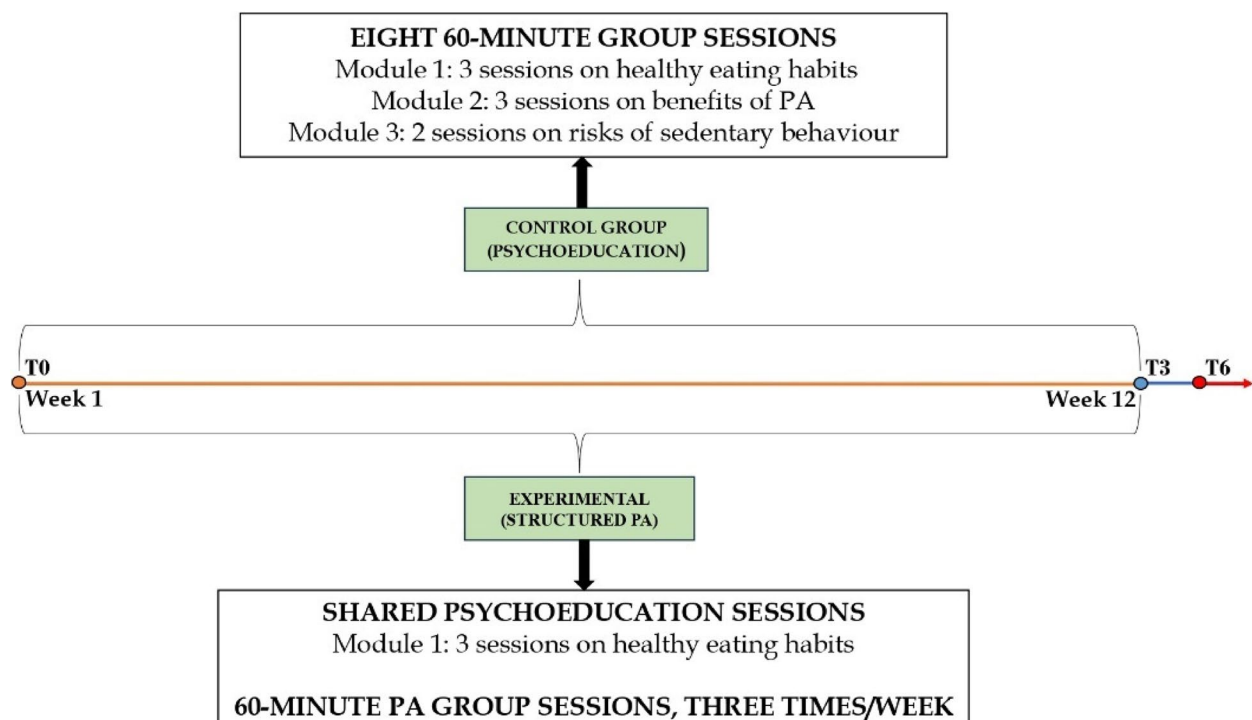 EIGHT 60-MINUTE GROUP SESSIONS
Module 1: 3 sessions on healthy eating habits
Module 2: 3 sessions on benefits of PA
Module 3: 2 sessions on risks of sedentary behaviour
CONTROL GROUP
(PSYCHOEDUCATION)
T0
T3
T6
Week 1
Week 12
EXPERIMENTAL
(STRUCTURED PA)
SHARED PSYCHOEDUCATION SESSIONS
Module 1: 3 sessions on healthy eating habits
60-MINUTE PA GROUP SESSIONS, THREE TIMES/WEEK